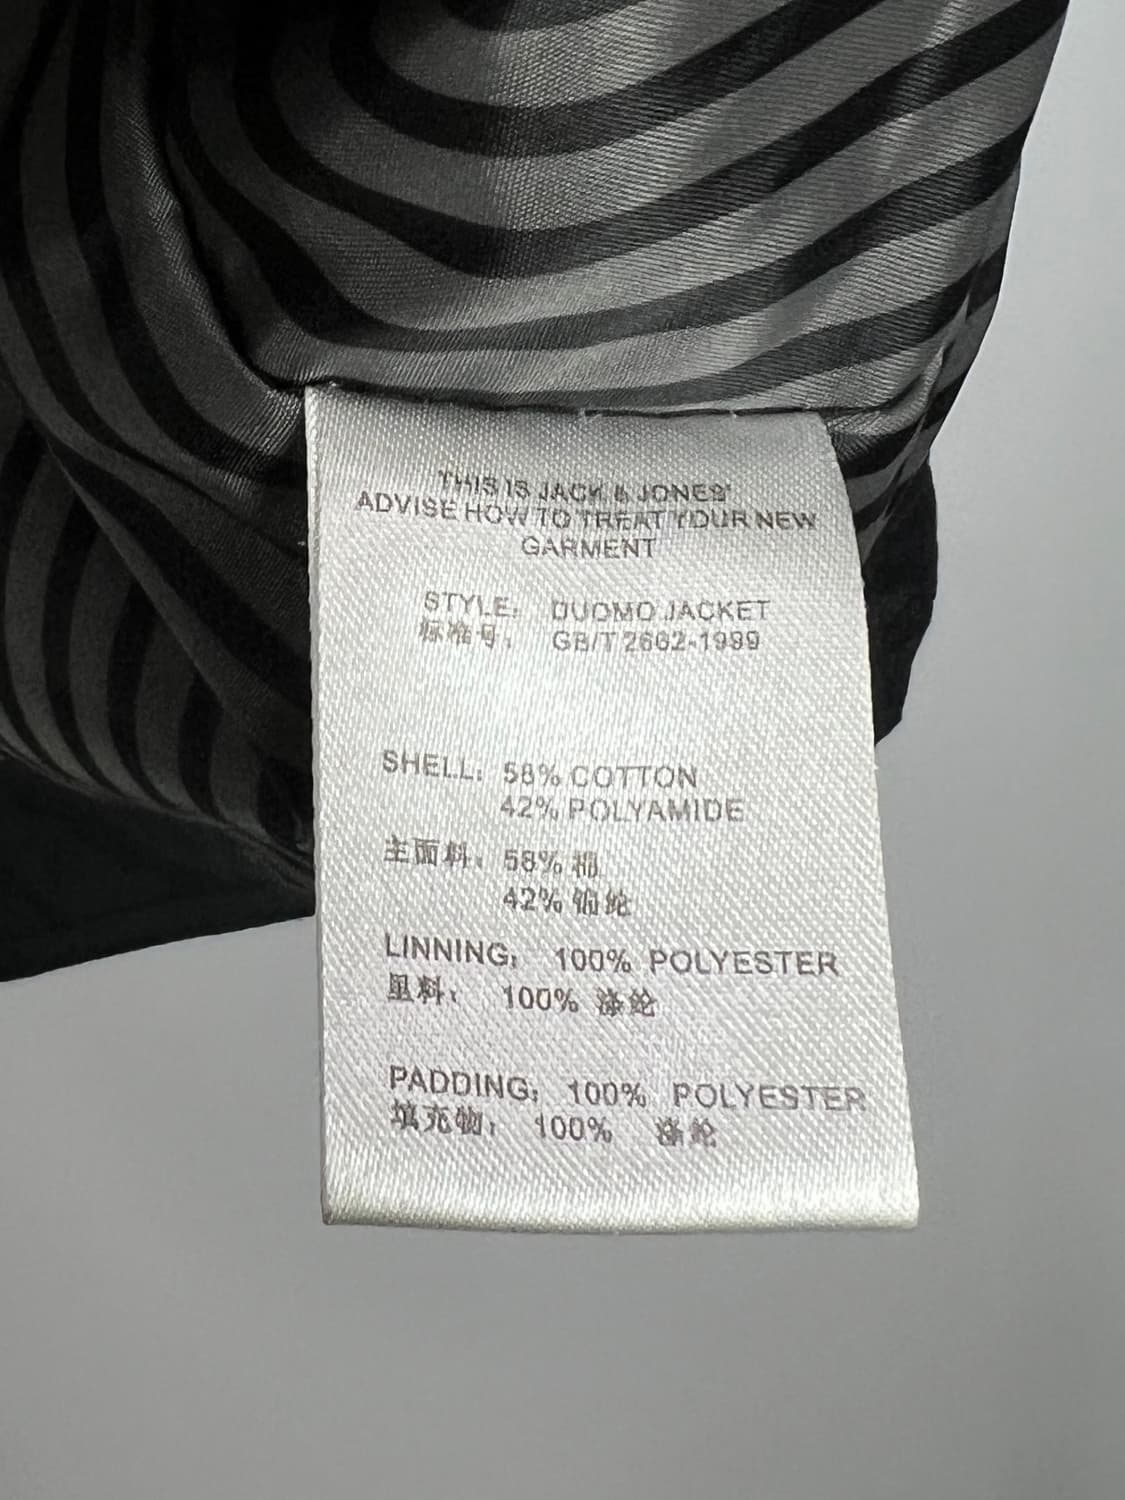 THIS IS JACK & JONES'
ADVISE HOW TO TREAT YOUR NEW
GARMENT
STYLE: DUOMO JACKET
标准号: GB/T 2662-1999
SHELL: 58% COTTON
42% POLYAMIDE
主面料: 58% 棉
42% 锦纶
LINNING: 100% POLYESTER
里料: 100% 涤纶
PADDING: 100% POLYESTER
填充物: 100% 涤纶